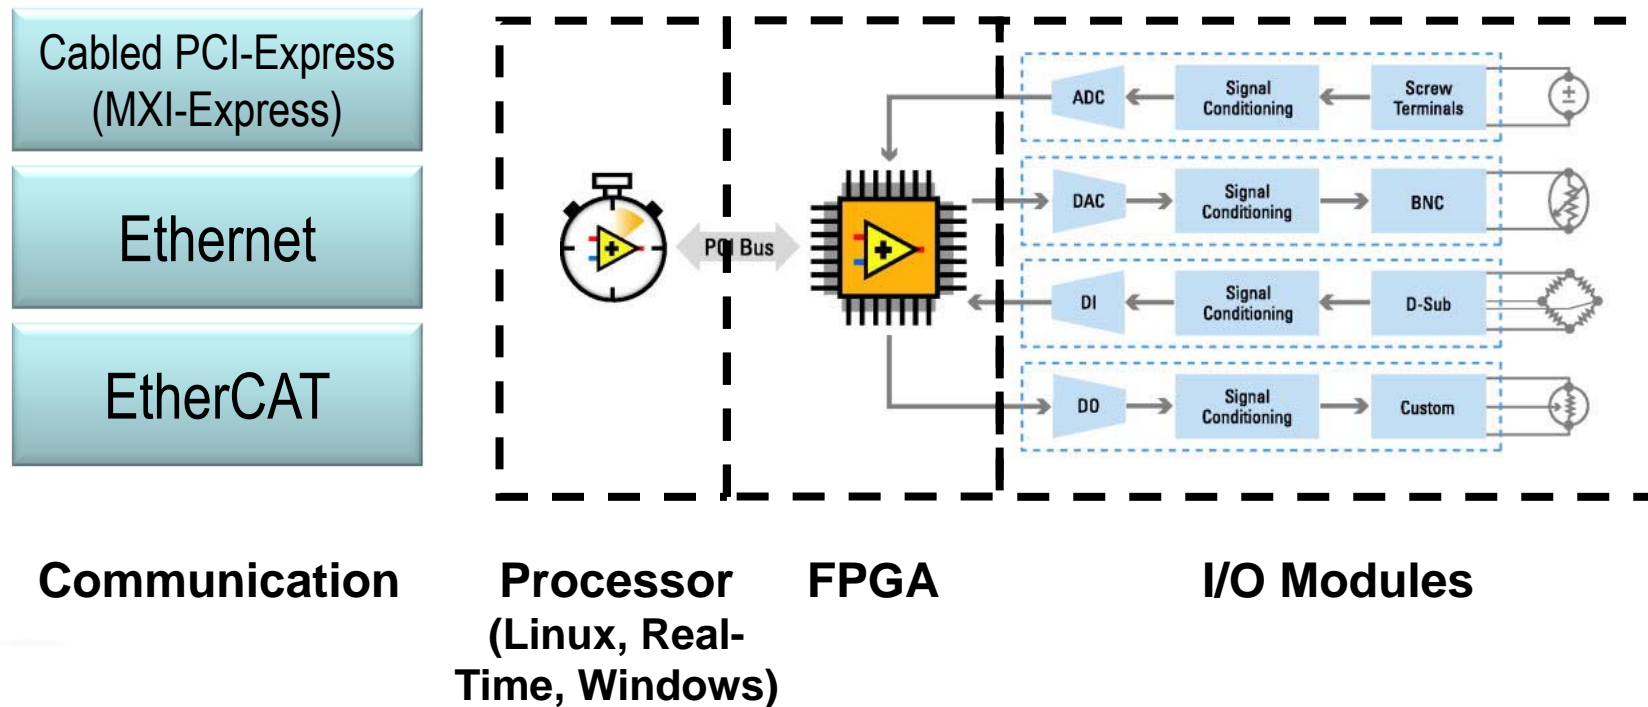 Cabled PCI-Express
(MXI-Express)
Ethernet
EtherCAT
PCI Bus
ADC
Signal
Conditioning
Screw
Terminals
DAC
Signal
Conditioning
BNC
DI
Signal
Conditioning
D-Sub
DO
Signal
Conditioning
Custom
Communication
Processor
(Linux, Real-
Time, Windows)
FPGA
I/O Modules